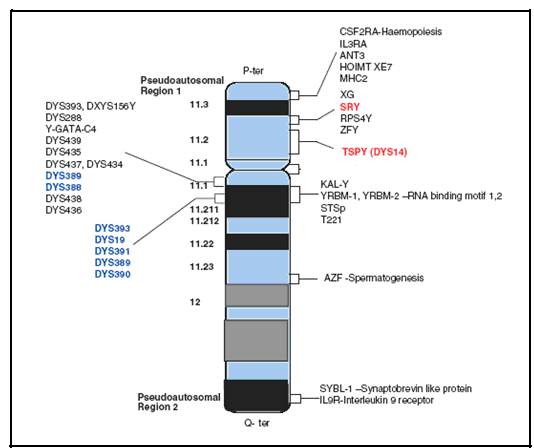 CSF2RA-Haemopoiesis
IL3RA
ANT3
HOIMT XE7
MHC2
P-ter
Pseudoautosomal
Region 1
XG
SRY
RPS4Y
ZFY
TSPY (DYS14)
11.3
11.2
11.1
11.1
11.211
11.212
11.22
11.23
12
DYS393, DXYS156Y
DYS288
Y-GATA-C4
DYS439
DYS435
DYS437, DYS434
DYS389
DYS388
DYS438
DYS436
DYS393
DYS19
DYS391
DYS389
DYS390
KAL-Y
YRBM-1, YRBM-2 –RNA binding motif 1,2
STSp
T221
AZF -Spermatogenesis
SYBL-1 –Synaptobrevin like protein
IL9R-Interleukin 9 receptor
Pseudoautosomal
Region 2
Q- ter